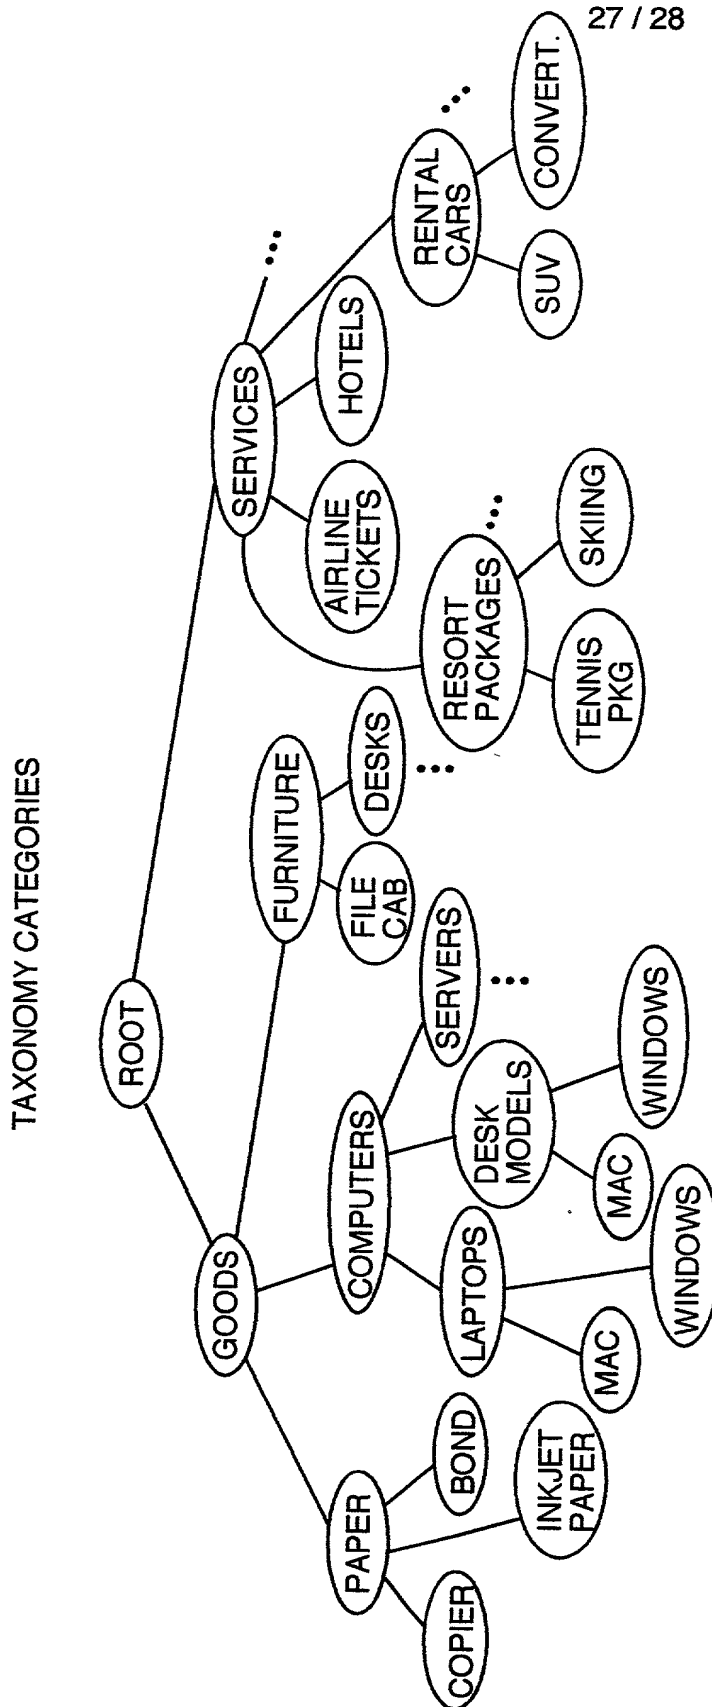 27 / 28
TAXONOMY CATEGORIES
ROOT
GOODS
SERVICES
PAPER
COMPUTERS
FURNITURE
AIRLINE
TICKETS
HOTELS
COPIER
INKJET
PAPER
BOND
LAPTOPS
DESK
MODELS
SERVERS
FILE
CAB
DESKS
RESORT
PACKAGES
RENTAL
CARS
MAC
WINDOWS
MAC
WINDOWS
TENNIS
PKG
SKIING
SUV
CONVERT.